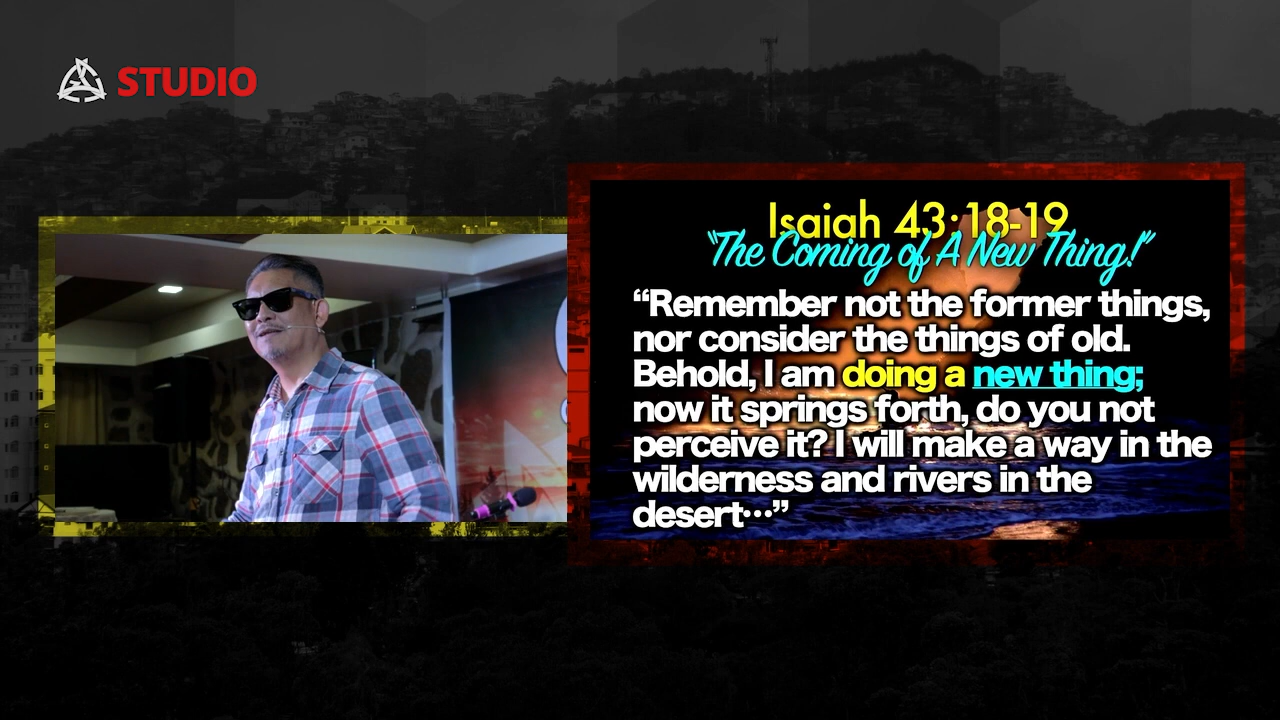 STUDIO
Isaiah 43:18-19
“The Coming of A New Thing!”
“Remember not the former things,
nor consider the things of old.
Behold, I am doing a new thing;
now it springs forth, do you not
perceive it? I will make a way in the
wilderness and rivers in the
desert…”